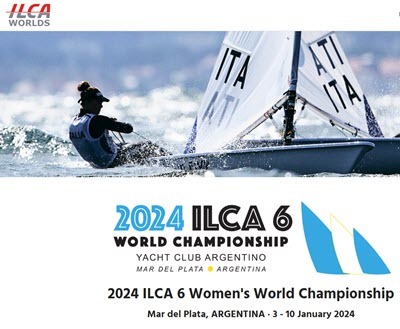 ILCA
WORLDS
ITA
ITA
ITA
2024 ILCA 6
WORLD CHAMPIONSHIP
YACHT CLUB ARGENTINO
MAR DEL PLATA ● ARGENTINA
2024 ILCA 6 Women's World Championship
Mar del Plata, ARGENTINA · 3 - 10 January 2024